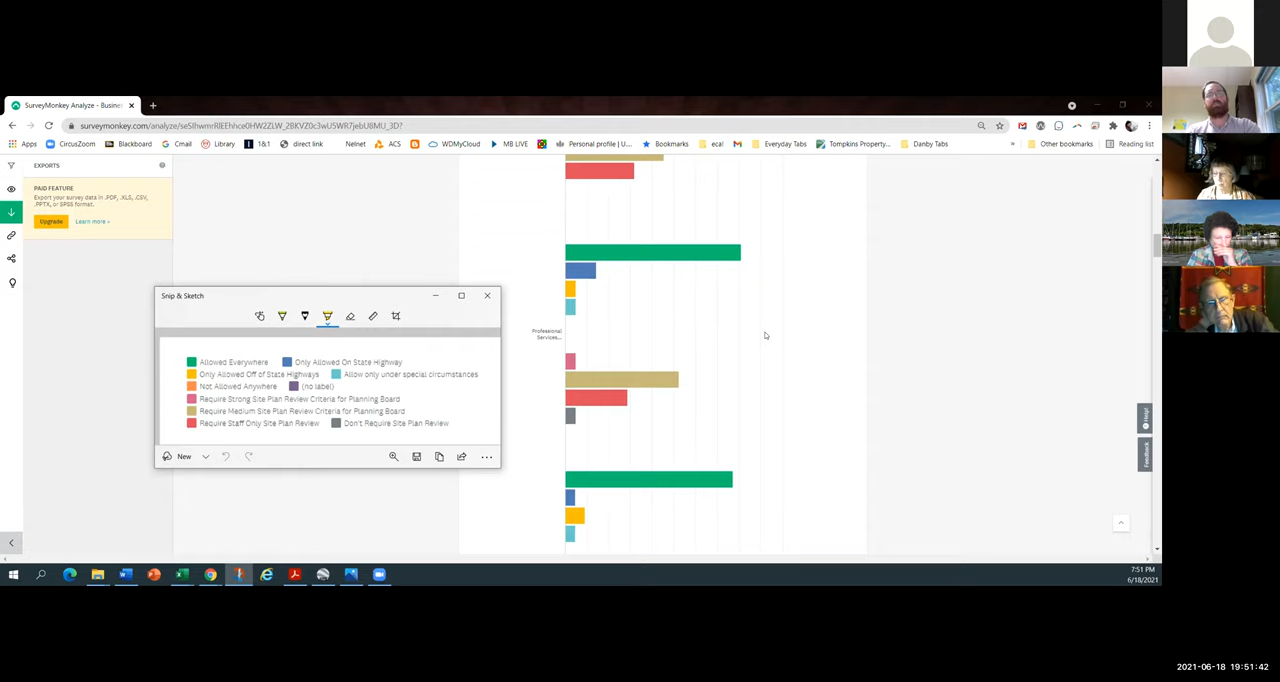 SurveyMonkey Analyze - Busine
Apps CircusZoom Blackboard Gmail Library 1&1 direct link Nelnet ACS WDMyCloud MB LIVE Personal profile | U... Bookmarks ecal Everyday Tabs Tompkins Property... Danby Tabs » Other bookmarks Reading list
EXPORTS
PAID FEATURE
Export your survey data in .PDF, .XLS, .CSV,
.PPTX, or SPSS format.
Upgrade Learn more »
Snip & Sketch
Professional
Services...
Allowed Everywhere Only Allowed On State Highway
Only Allowed Off of State Highways Allow only under special circumstances
Not Allowed Anywhere (no label)
Require Strong Site Plan Review Criteria for Planning Board
Require Medium Site Plan Review Criteria for Planning Board
Require Staff Only Site Plan Review Don't Require Site Plan Review
New
Help!
Feedback
7:51 PM
6/18/2021
2021-06-18 19:51:42